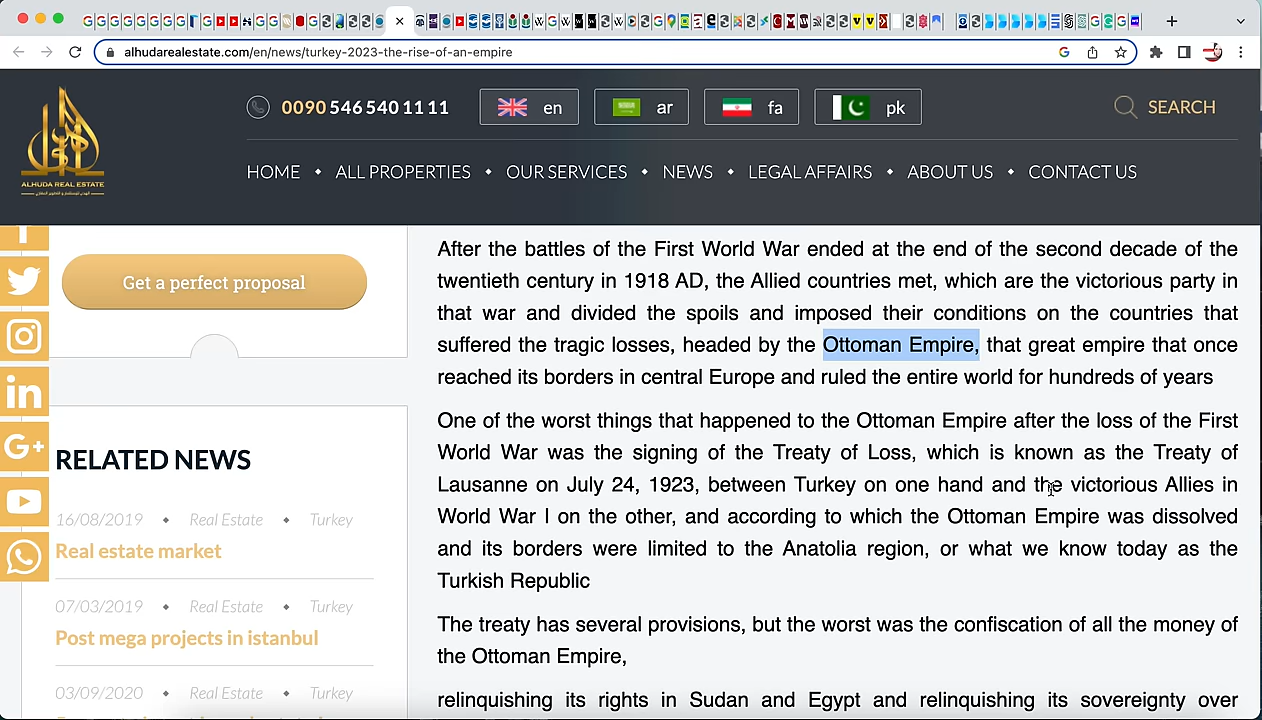 alhudarealestate.com/en/news/turkey-2023-the-rise-of-an-empire
ALHUDA REAL ESTATE
0090 546 540 11 11
en
ar
fa
pk
SEARCH
HOME • ALL PROPERTIES • OUR SERVICES • NEWS • LEGAL AFFAIRS • ABOUT US • CONTACT US
Get a perfect proposal
RELATED NEWS
16/08/2019 • Real Estate • Turkey
Real estate market
07/03/2019 • Real Estate • Turkey
Post mega projects in istanbul
03/09/2020 • Real Estate • Turkey
After the battles of the First World War ended at the end of the second decade of the
twentieth century in 1918 AD, the Allied countries met, which are the victorious party in
that war and divided the spoils and imposed their conditions on the countries that
suffered the tragic losses, headed by the Ottoman Empire, that great empire that once
reached its borders in central Europe and ruled the entire world for hundreds of years
One of the worst things that happened to the Ottoman Empire after the loss of the First
World War was the signing of the Treaty of Loss, which is known as the Treaty of
Lausanne on July 24, 1923, between Turkey on one hand and the victorious Allies in
World War I on the other, and according to which the Ottoman Empire was dissolved
and its borders were limited to the Anatolia region, or what we know today as the
Turkish Republic
The treaty has several provisions, but the worst was the confiscation of all the money of
the Ottoman Empire,
relinquishing its rights in Sudan and Egypt and relinquishing its sovereignty over